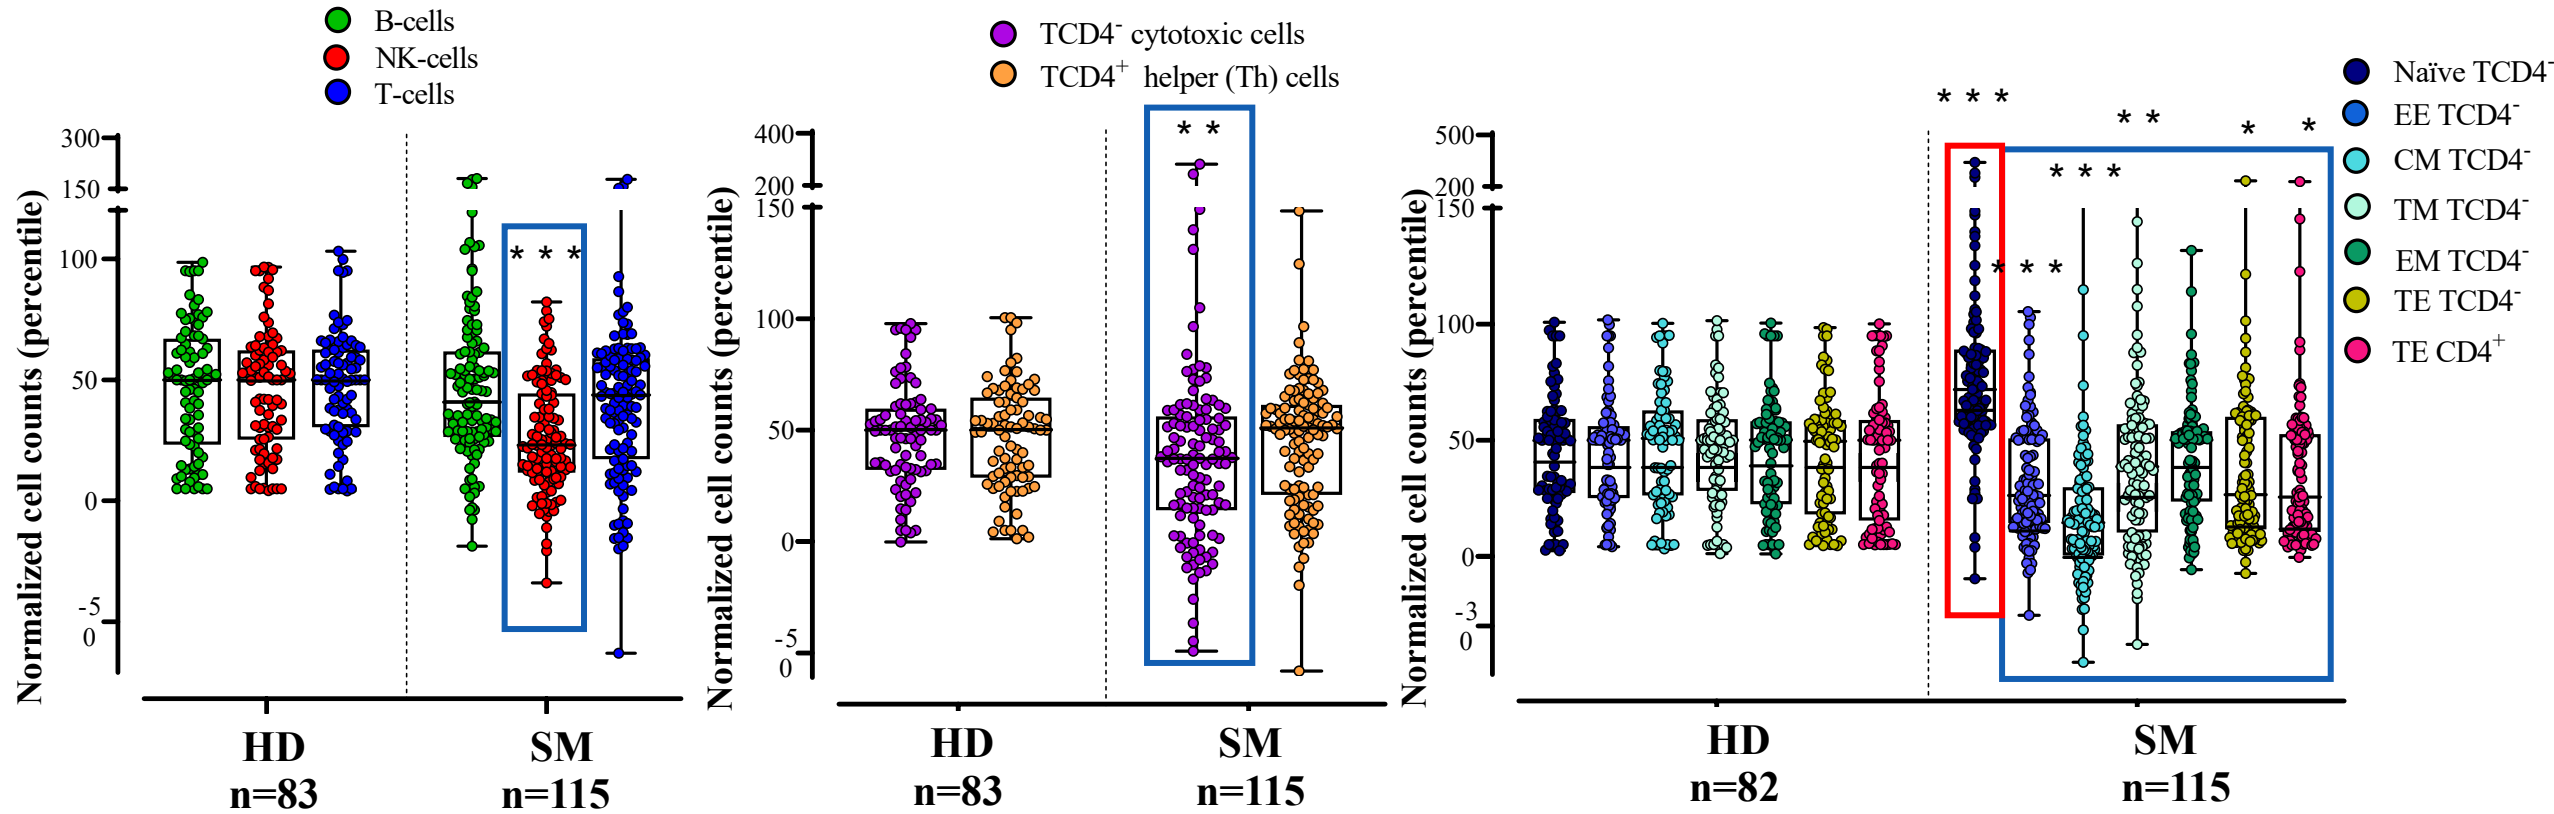 B-cells
NK-cells
T-cells
300
150
100
50
0
-5
0
Normalized cell counts (percentile)
* * *
HD
n=83
SM
n=115
TCD4⁻ cytotoxic cells
TCD4⁺ helper (Th) cells
400
200
150
100
50
0
-5
0
Normalized cell counts (percentile)
* *
HD
n=83
SM
n=115
Naïve TCD4⁻
EE TCD4⁻
CM TCD4⁻
TM TCD4⁻
EM TCD4⁻
TE TCD4⁻
TE CD4⁺
500
200
150
100
50
0
-3
0
Normalized cell counts (percentile)
* * *
* * *
* * *
* *
*
*
HD
n=82
SM
n=115